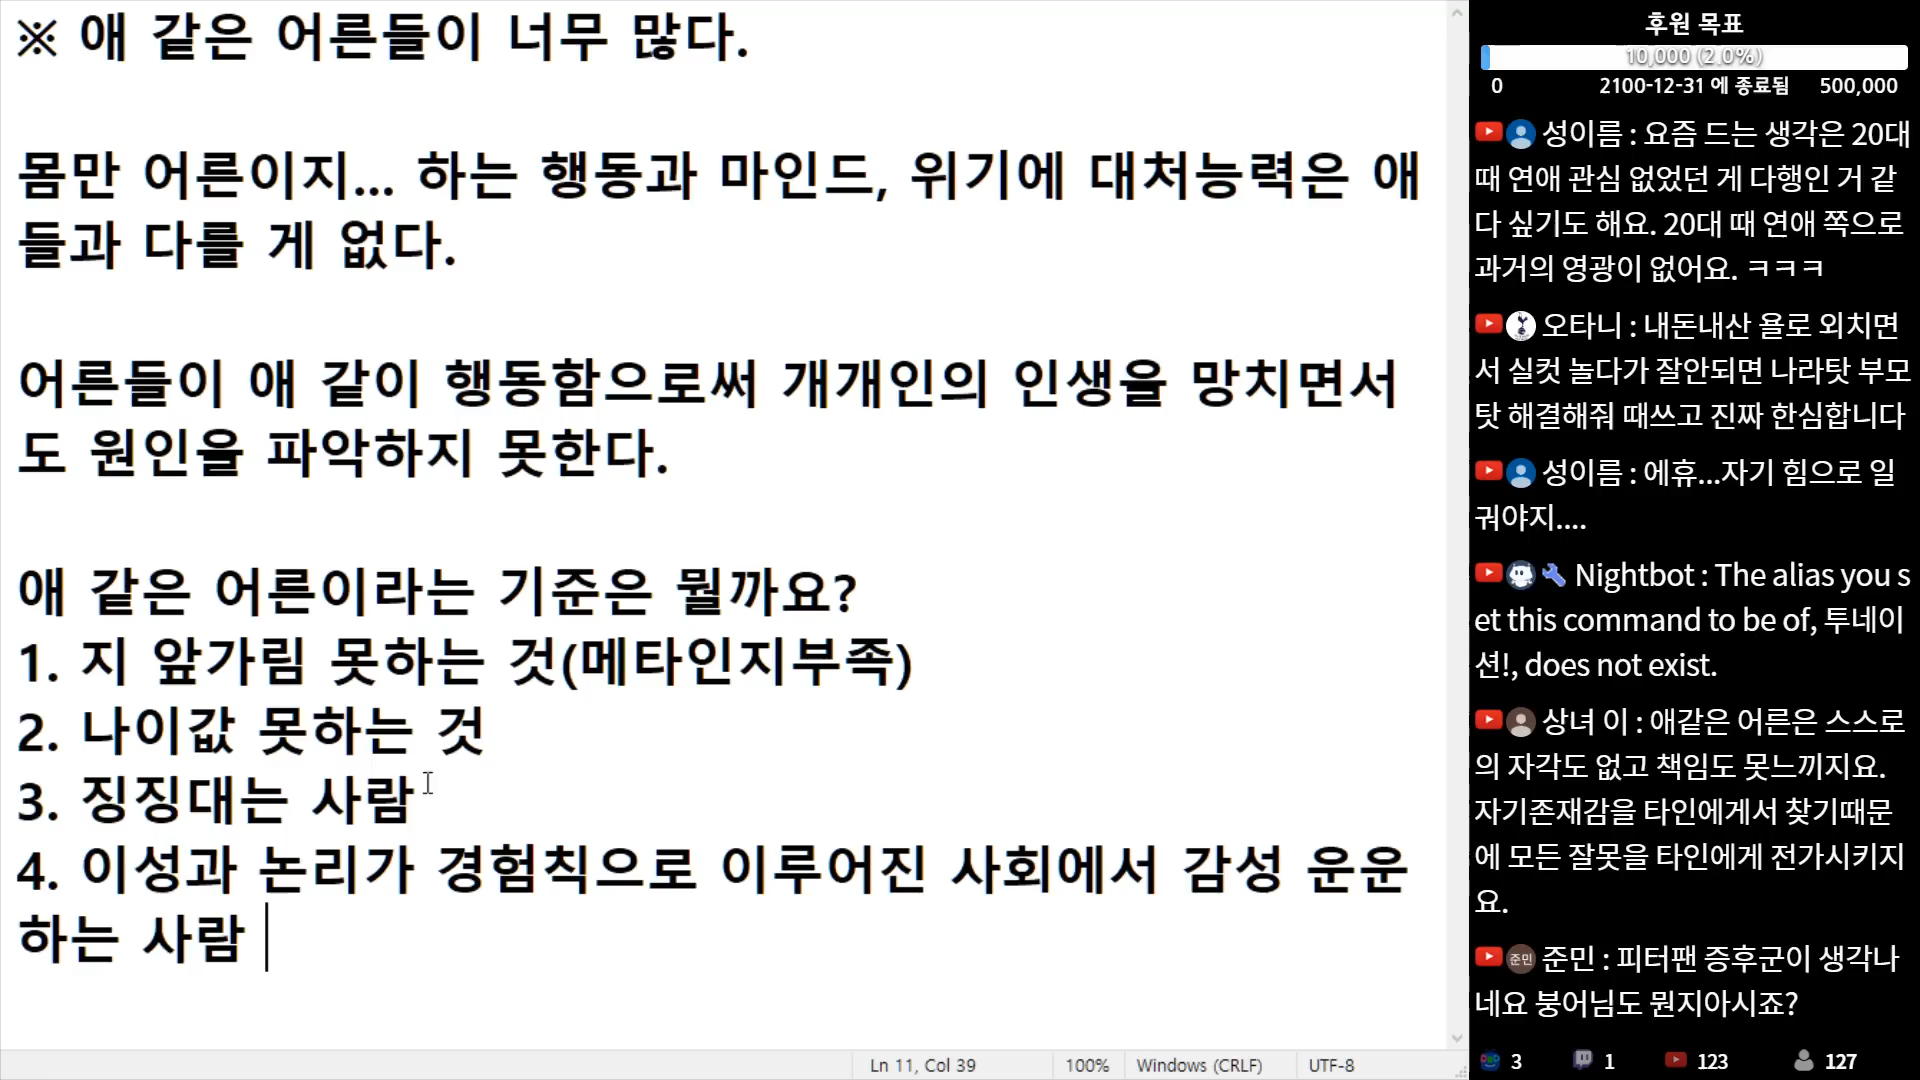 ※ 애 같은 어른들이 너무 많다.
몸만 어른이지... 하는 행동과 마인드, 위기에 대처능력은 애
들과 다를 게 없다.
어른들이 애 같이 행동함으로써 개개인의 인생을 망치면서
도 원인을 파악하지 못한다.
애 같은 어른이라는 기준은 뭘까요?
1. 지 앞가림 못하는 것(메타인지부족)
2. 나이값 못하는 것
3. 징징대는 사람
4. 이성과 논리가 경험칙으로 이루어진 사회에서 감성 운운
하는 사람
Ln 11, Col 39
100%
Windows (CRLF)
UTF-8
후원 목표
10,000 (2.0%)
0
2100-12-31 에 종료됨
500,000
성이름 : 요즘 드는 생각은 20대
때 연애 관심 없었던 게 다행인 거 같
다 싶기도 해요. 20대 때 연애 쪽으로
과거의 영광이 없어요. ㅋㅋㅋ
오타니 : 내돈내산 욜로 외치면
서 실컷 놀다가 잘안되면 나라탓 부모
탓 해결해줘 때쓰고 진짜 한심합니다
성이름 : 에휴...자기 힘으로 일
궈야지....
Nightbot : The alias you s
et this command to be of, 투네이
션!, does not exist.
상녀 이 : 애같은 어른은 스스로
의 자각도 없고 책임도 못느끼지요.
자기존재감을 타인에게서 찾기때문
에 모든 잘못을 타인에게 전가시키지
요.
준민 준민 : 피터팬 증후군이 생각나
네요 붕어님도 뭔지아시죠?
3
1
123
127